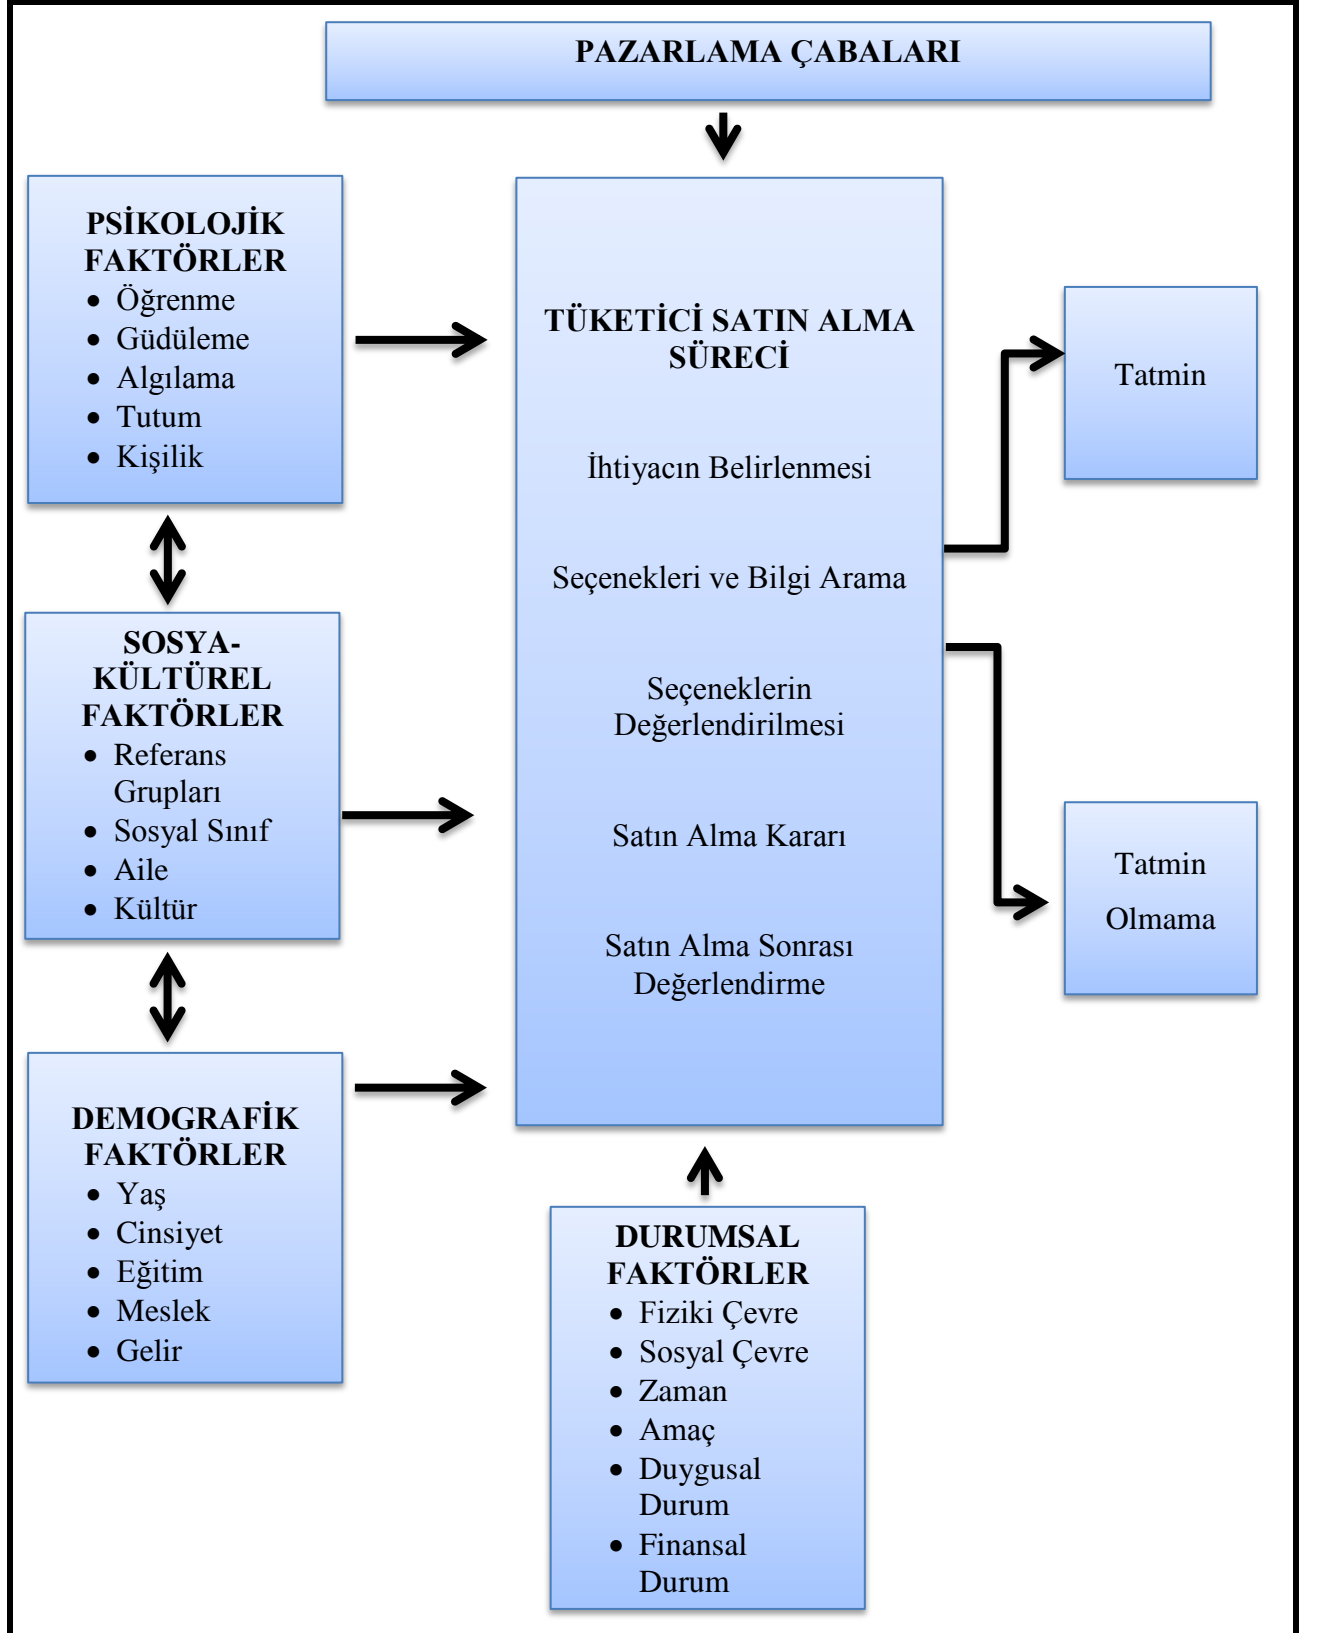 PAZARLAMA ÇABALARI
PSİKOLOJİK
FAKTÖRLER
• Öğrenme
• Güdüleme
• Algılama
• Tutum
• Kişilik
SOSYA-
KÜLTÜREL
FAKTÖRLER
• Referans
Grupları
• Sosyal Sınıf
• Aile
• Kültür
DEMOGRAFİK
FAKTÖRLER
• Yaş
• Cinsiyet
• Eğitim
• Meslek
• Gelir
TÜKETİCİ SATIN ALMA
SÜRECİ
İhtiyacın Belirlenmesi
Seçenekleri ve Bilgi Arama
Seçeneklerin
Değerlendirilmesi
Satın Alma Kararı
Satın Alma Sonrası
Değerlendirme
DURUMSAL
FAKTÖRLER
• Fiziki Çevre
• Sosyal Çevre
• Zaman
• Amaç
• Duygusal
Durum
• Finansal
Durum
Tatmin
Tatmin
Olmama